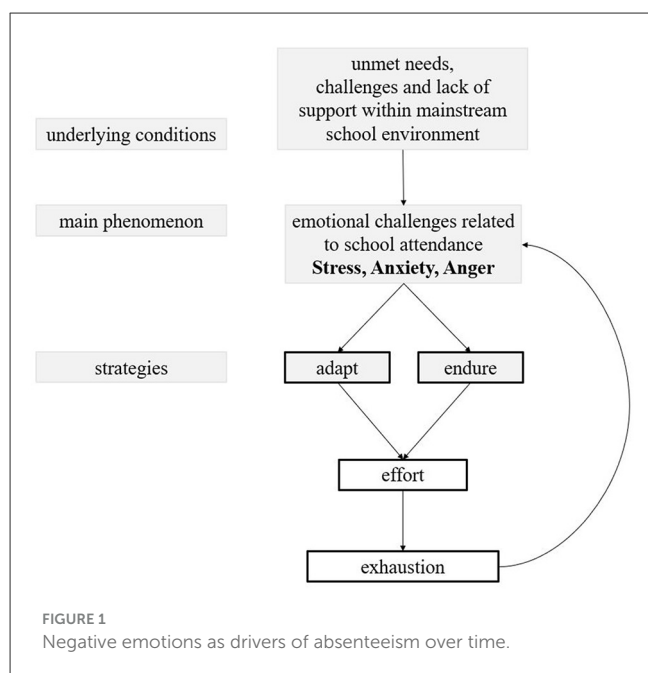 unmet needs,
challenges and lack of
support within mainstream
school environment
underlying conditions
main phenomenon
emotional challenges related
to school attendance
Stress, Anxiety, Anger
strategies
adapt
endure
effort
exhaustion
FIGURE 1
Negative emotions as drivers of absenteeism over time.